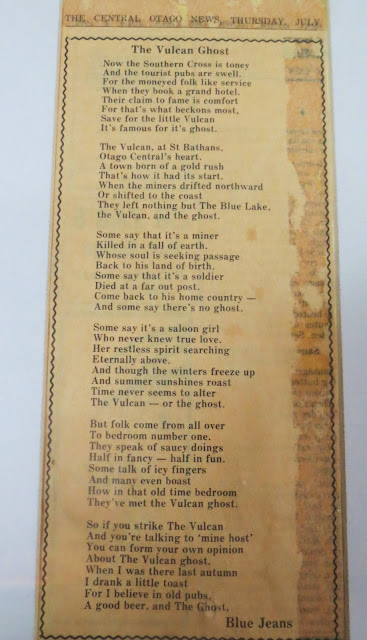 THE CENTRAL OTAGO NEWS, THURSDAY, JULY
The Vulcan Ghost
Now the Southern Cross is toney
And the tourist pubs are swell.
For the moneyed folk like service
When they book a grand hotel.
Their claim to fame is comfort
For that's what beckons most,
Save for the little Vulcan
It's famous for it's ghost.
The Vulcan, at St Bathans,
Otago Central's heart.
A town born of a gold rush
That's how it had its start.
When the miners drifted northward
Or shifted to the coast
They left nothing but The Blue Lake,
the Vulcan, and the ghost.
Some say that it's a miner
Killed in a fall of earth.
Whose soul is seeking passage
Back to his land of birth.
Some say that it's a soldier
Died at a far out post.
Come back to his home country —
And some say there's no ghost.
Some say it's a saloon girl
Who never knew true love.
Her restless spirit searching
Eternally above.
And though the winters freeze up
And summer sunshines roast
Time never seems to alter
The Vulcan — or the ghost.
But folk come from all over
To bedroom number one.
They speak of saucy doings
Half in fancy — half in fun.
Some talk of icy fingers
And many even boast
How in that old time bedroom
They've met the Vulcan ghost.
So if you strike The Vulcan
And you're talking to 'mine host'
You can form your own opinion
About The Vulcan ghost.
When I was there last autumn
I drank a little toast
For I believe in old pubs,
A good beer, and The Ghost.
Blue Jeans